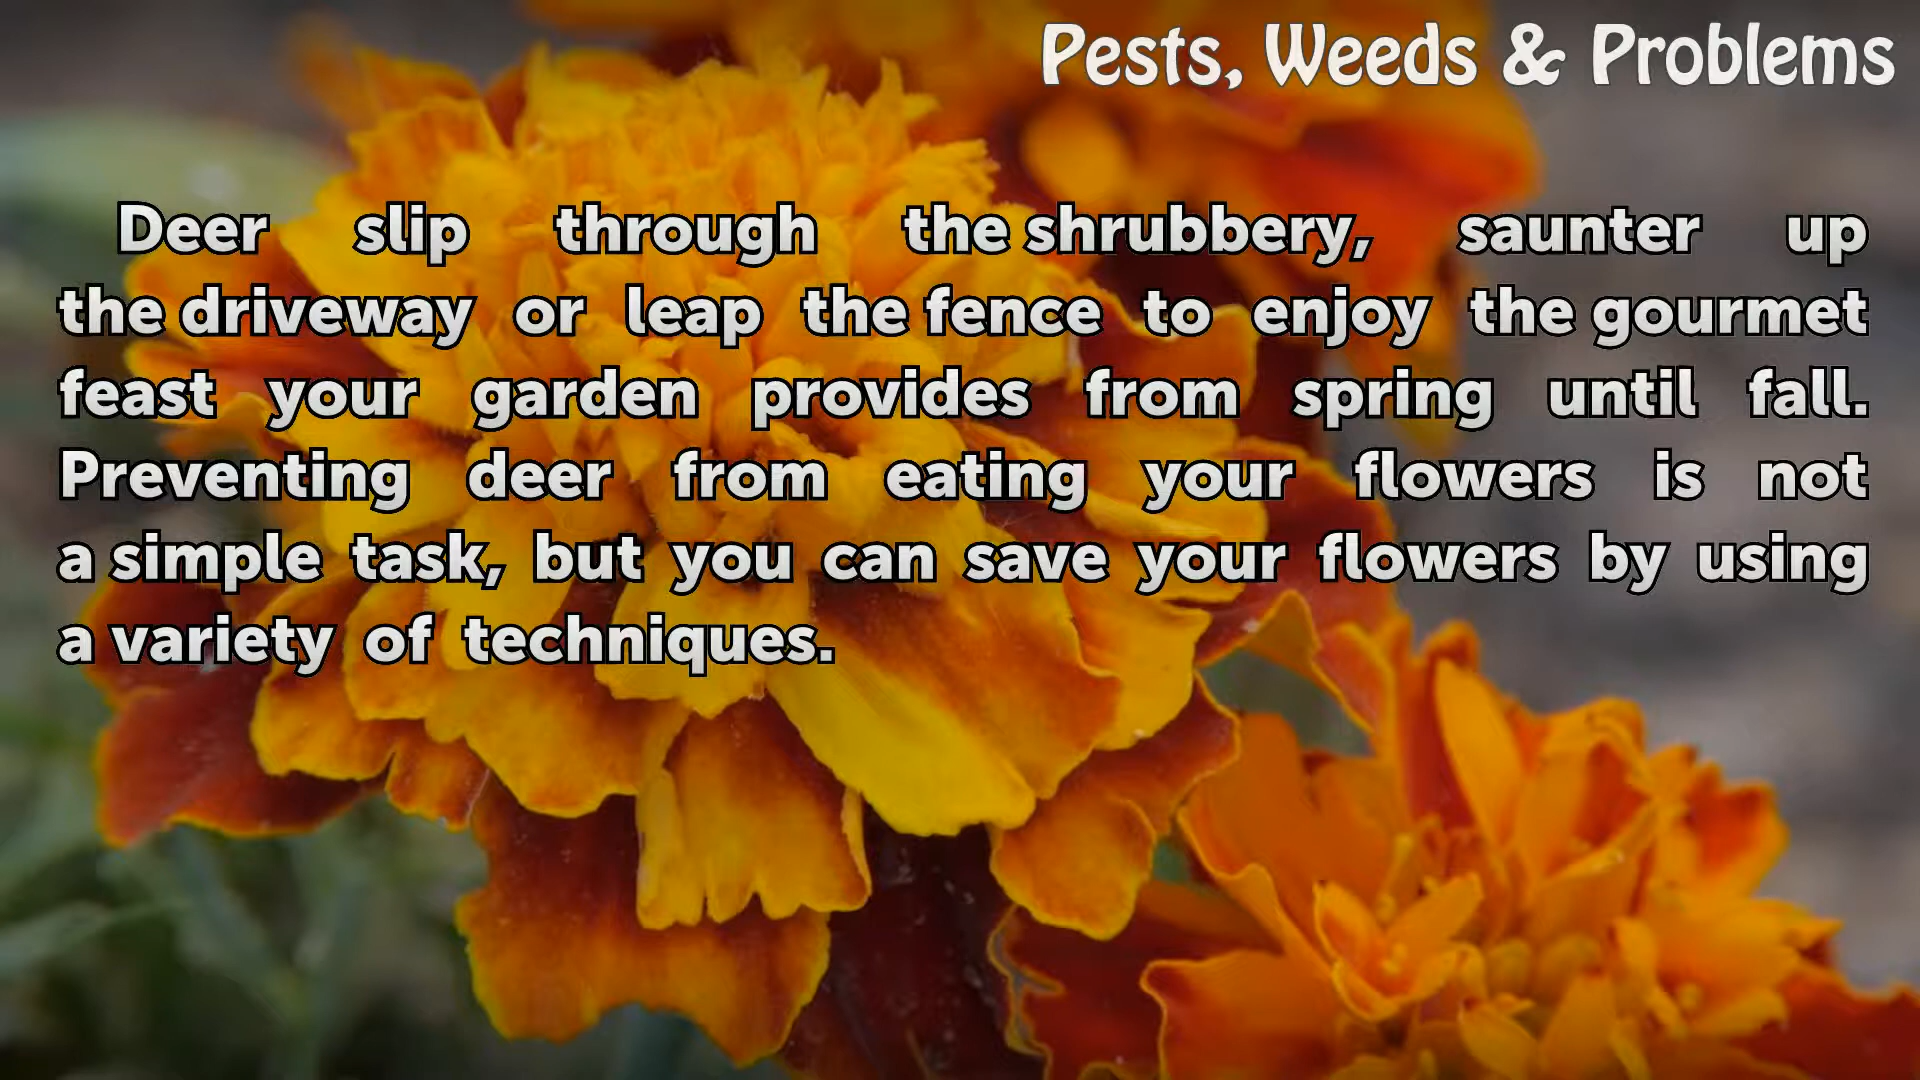 Pests, Weeds & Problems
Deer slip through the shrubbery, saunter up
the driveway or leap the fence to enjoy the gourmet
feast your garden provides from spring until fall.
Preventing deer from eating your flowers is not
a simple task, but you can save your flowers by using
a variety of techniques.